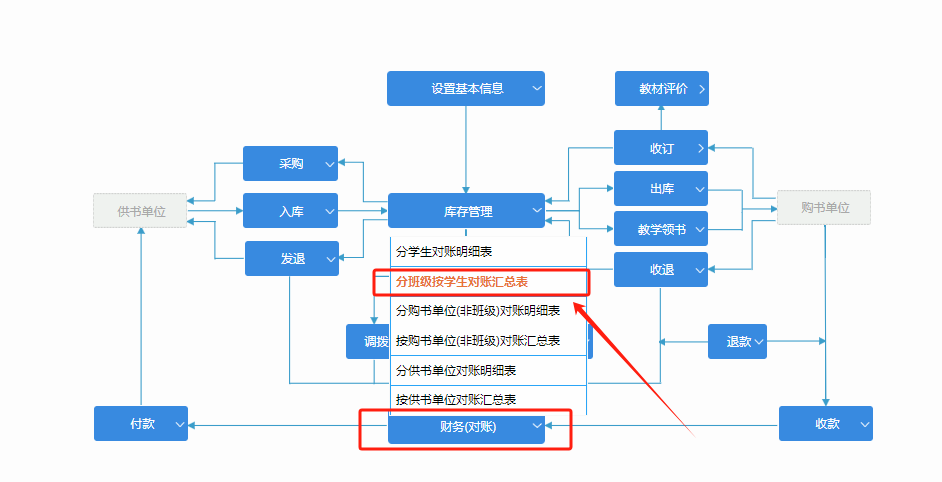 设置基本信息
教材评价
收订
采购
出库
供书单位
入库
库存管理
购书单位
教学领书
发退
分学生对账明细表
收退
分班级按学生对账汇总表
分购书单位(非班级)对账明细表
调拨
按购书单位(非班级)对账汇总表
退款
分供书单位对账明细表
按供书单位对账汇总表
付款
财务(对账)
收款